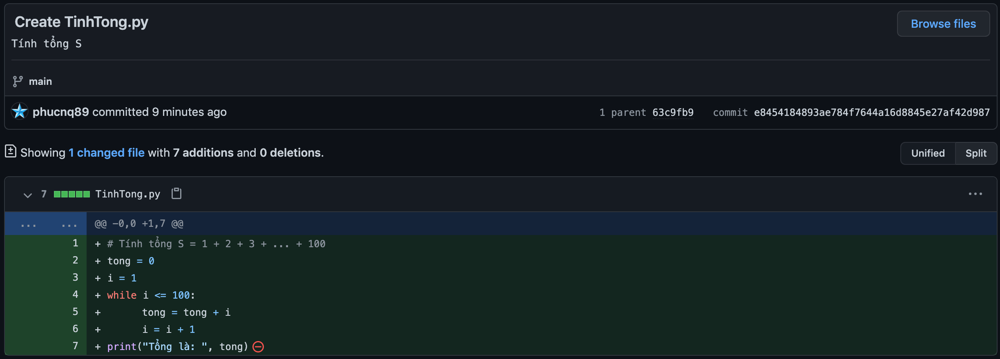 Create TinhTong.py
Browse files
Tính tổng S
main
phucnq89 committed 9 minutes ago
1 parent 63c9fb9 commit e8454184893ae784f7644a16d8845e27af42d987
Showing 1 changed file with 7 additions and 0 deletions.
Unified Split
7 TinhTong.py
... ... @@ -0,0 +1,7 @@
1 + # Tính tổng S = 1 + 2 + 3 + ... + 100
2 + tong = 0
3 + i = 1
4 + while i <= 100:
5 +       tong = tong + i
6 +       i = i + 1
7 + print("Tổng là: ", tong)